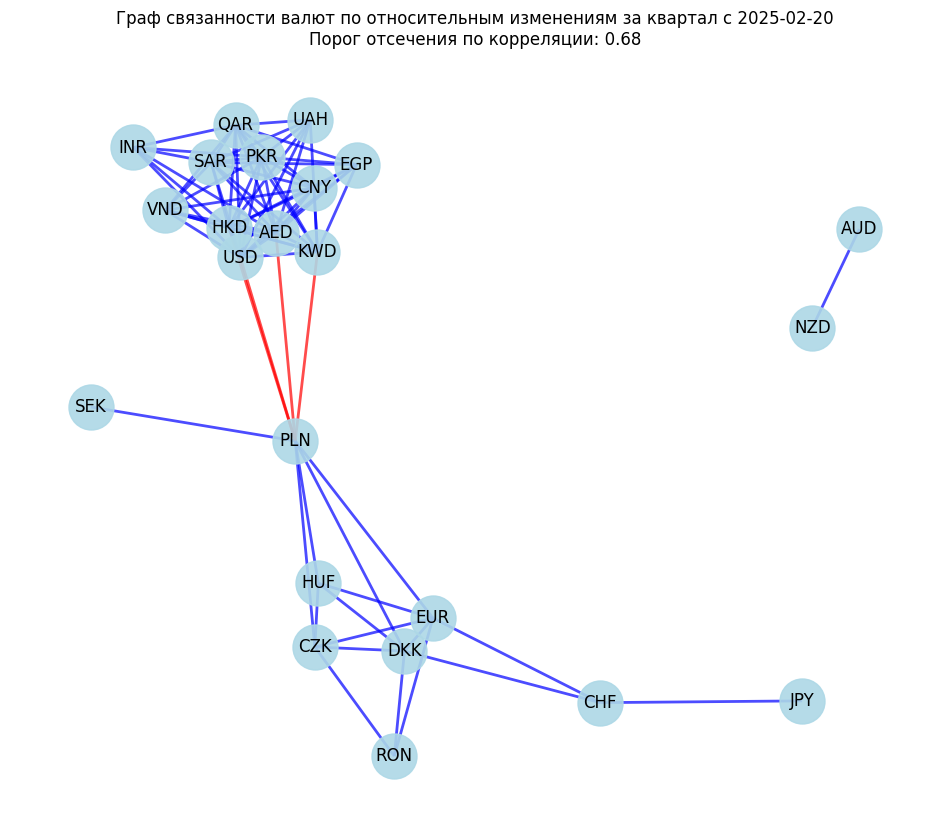 Граф связанности валют по относительным изменениям за квартал с 2025-02-20
Порог отсечения по корреляции: 0.68
QAR
UAH
INR
SAR
PKR
EGP
CNY
VND
HKD
AED
USD
KWD
AUD
NZD
SEK
PLN
HUF
EUR
CZK
DKK
CHF
JPY
RON